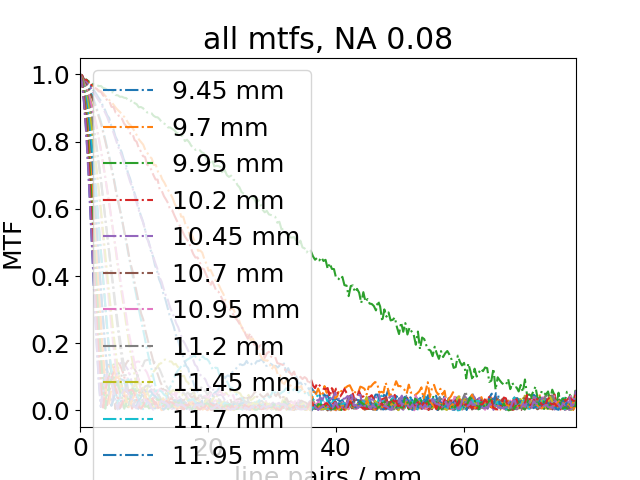 all mtfs, NA 0.08
MTF
1.0
0.8
0.6
0.4
0.2
0.0
9.45 mm
9.7 mm
9.95 mm
10.2 mm
10.45 mm
10.7 mm
10.95 mm
11.2 mm
11.45 mm
11.7 mm
11.95 mm
0 20 40 60
line pairs / mm